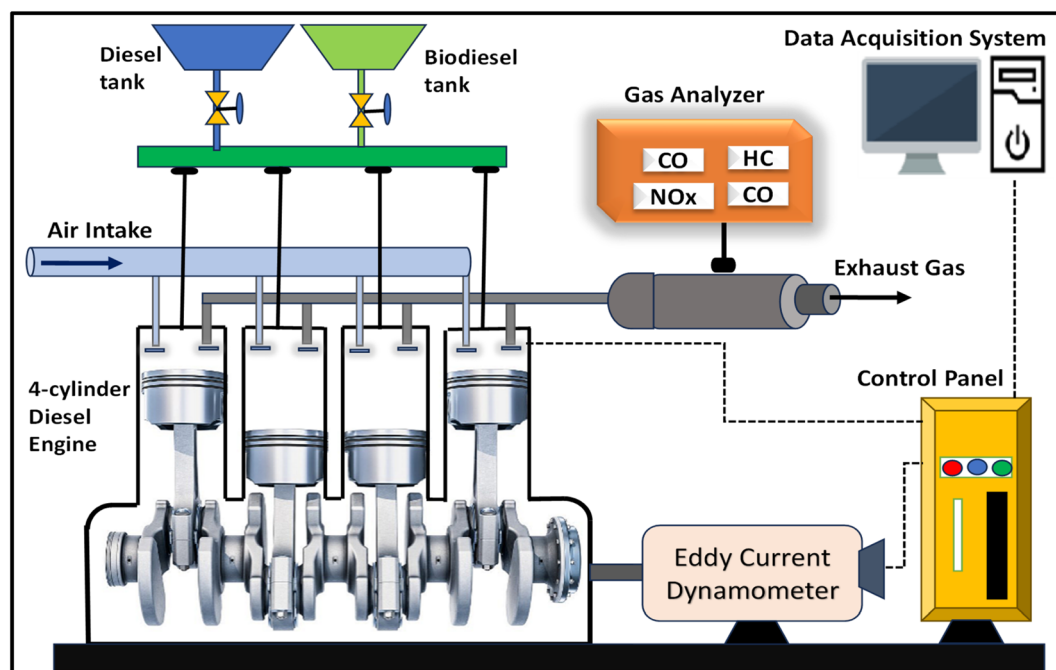 Diesel
tank
Biodiesel
tank
Data Acquisition System
Gas Analyzer
CO
HC
NOx
CO
Air Intake
Exhaust Gas
4-cylinder
Diesel
Engine
Control Panel
Eddy Current
Dynamometer